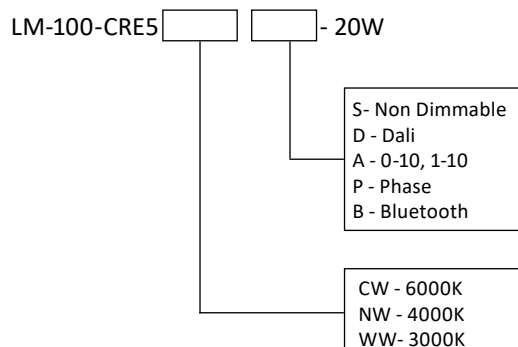 LM-100-CRE5 - 20W
S- Non Dimmable
D - Dali
A - 0-10, 1-10
P - Phase
B - Bluetooth
CW - 6000K
NW - 4000K
WW- 3000K